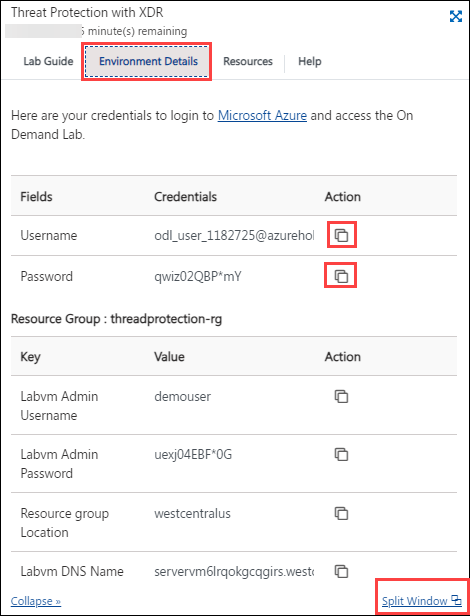 Threat Protection with XDR
minute(s) remaining
Lab Guide Environment Details Resources Help
Here are your credentials to login to Microsoft Azure and access the On
Demand Lab.
Fields Credentials Action
Username odl_user_1182725@azurehol
Password qwiz02QBP*mY
Resource Group : threadprotection-rg
Key Value Action
Labvm Admin
Username
demouser
Labvm Admin
Password
uexj04EBF*0G
Resource group
Location
westcentralus
Labvm DNS Name servervm6lrqokgcqgirs.westc
Collapse »
Split Window